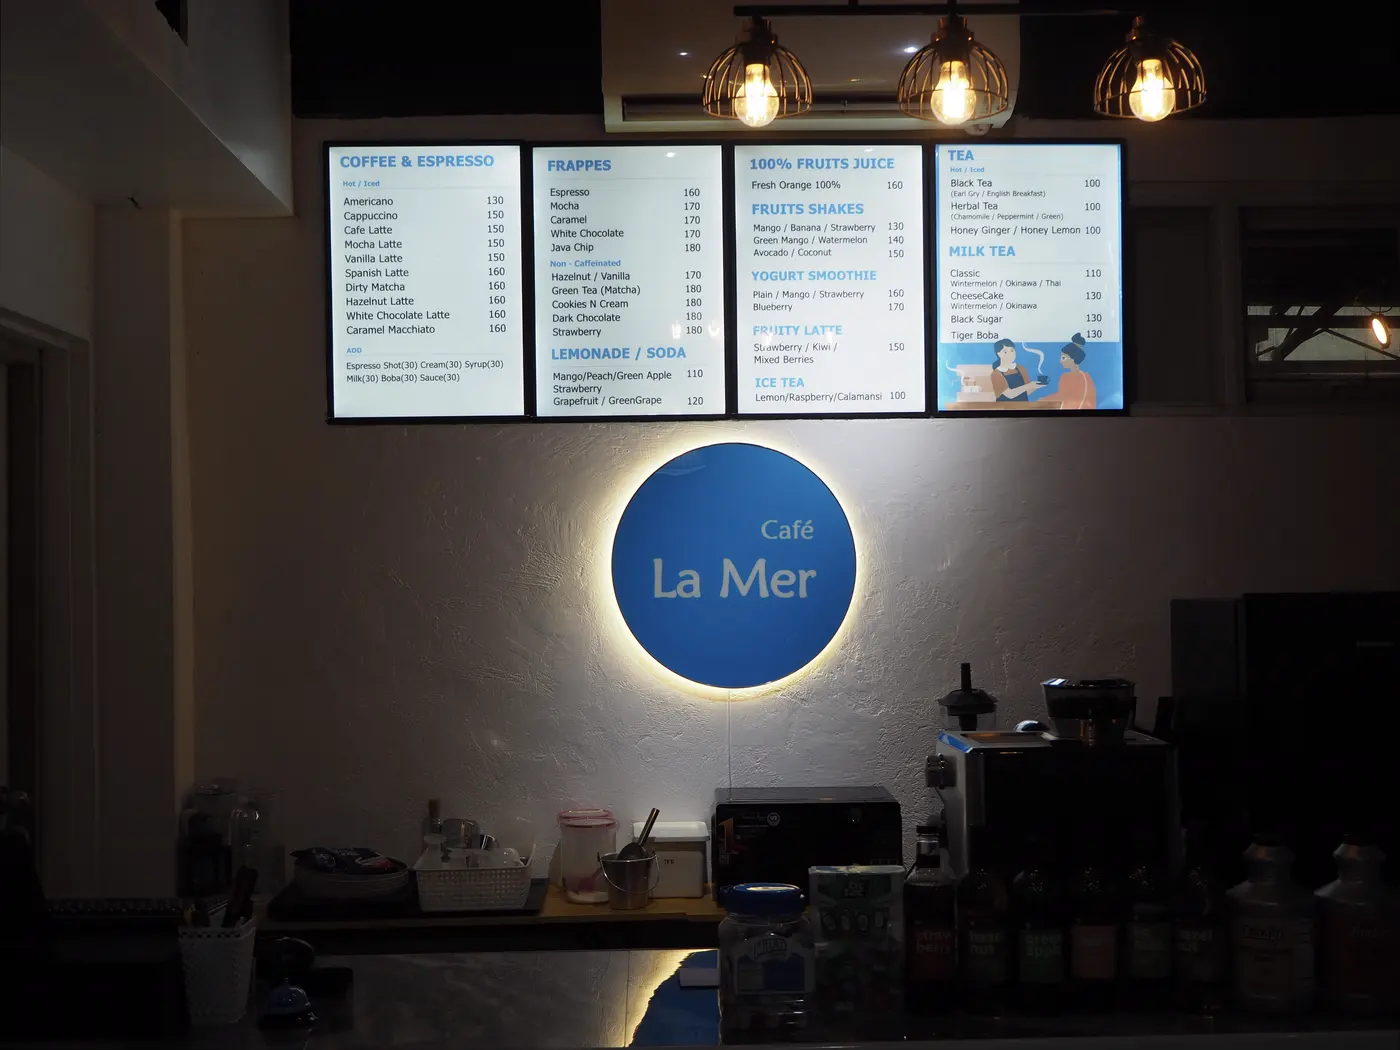 COFFEE & ESPRESSO
Hot / Iced
Americano 130
Cappuccino 150
Cafe Latte 150
Mocha Latte 150
Vanilla Latte 150
Spanish Latte 160
Dirty Matcha 160
Hazelnut Latte 160
White Chocolate Latte 160
Caramel Macchiato 160
ADD
Espresso Shot(30) Cream(30) Syrup(30)
Milk(30) Boba(30) Sauce(30)
FRAPPES
Espresso 160
Mocha 170
Caramel 170
White Chocolate 170
Java Chip 180
Non - Caffeinated
Hazelnut / Vanilla 170
Green Tea (Matcha) 180
Cookies N Cream 180
Dark Chocolate 180
Strawberry 180
LEMONADE / SODA
Mango/Peach/Green Apple 110
Strawberry
Grapefruit / GreenGrape 120
100% FRUITS JUICE
Fresh Orange 100% 160
FRUITS SHAKES
Mango / Banana / Strawberry 130
Green Mango / Watermelon 140
Avocado / Coconut 150
YOGURT SMOOTHIE
Plain / Mango / Strawberry 160
Blueberry 170
FRUITY LATTE
Strawberry / Kiwi / 150
Mixed Berries
ICE TEA
Lemon/Raspberry/Calamansi 100
TEA
Hot / Iced
Black Tea 100
(Earl Gry / English Breakfast)
Herbal Tea 100
(Chamomile / Peppermint / Green)
Honey Ginger / Honey Lemon 100
MILK TEA
Classic 110
Wintermelon / Okinawa / Thai
CheeseCake 130
Wintermelon / Okinawa
Black Sugar 130
Tiger Boba 130
Café
La Mer
green
apple